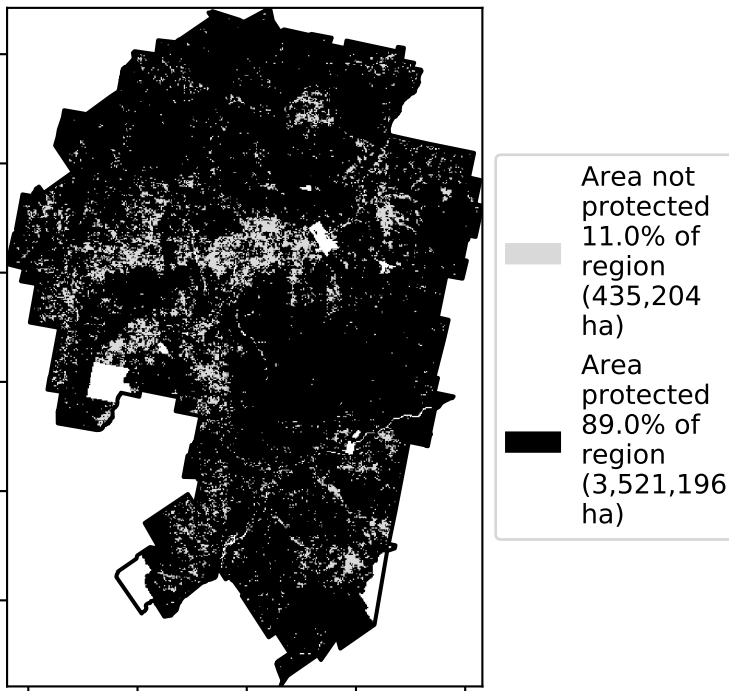 Area not
protected
11.0% of
region
(435,204
ha)
Area
protected
89.0% of
region
(3,521,196
ha)